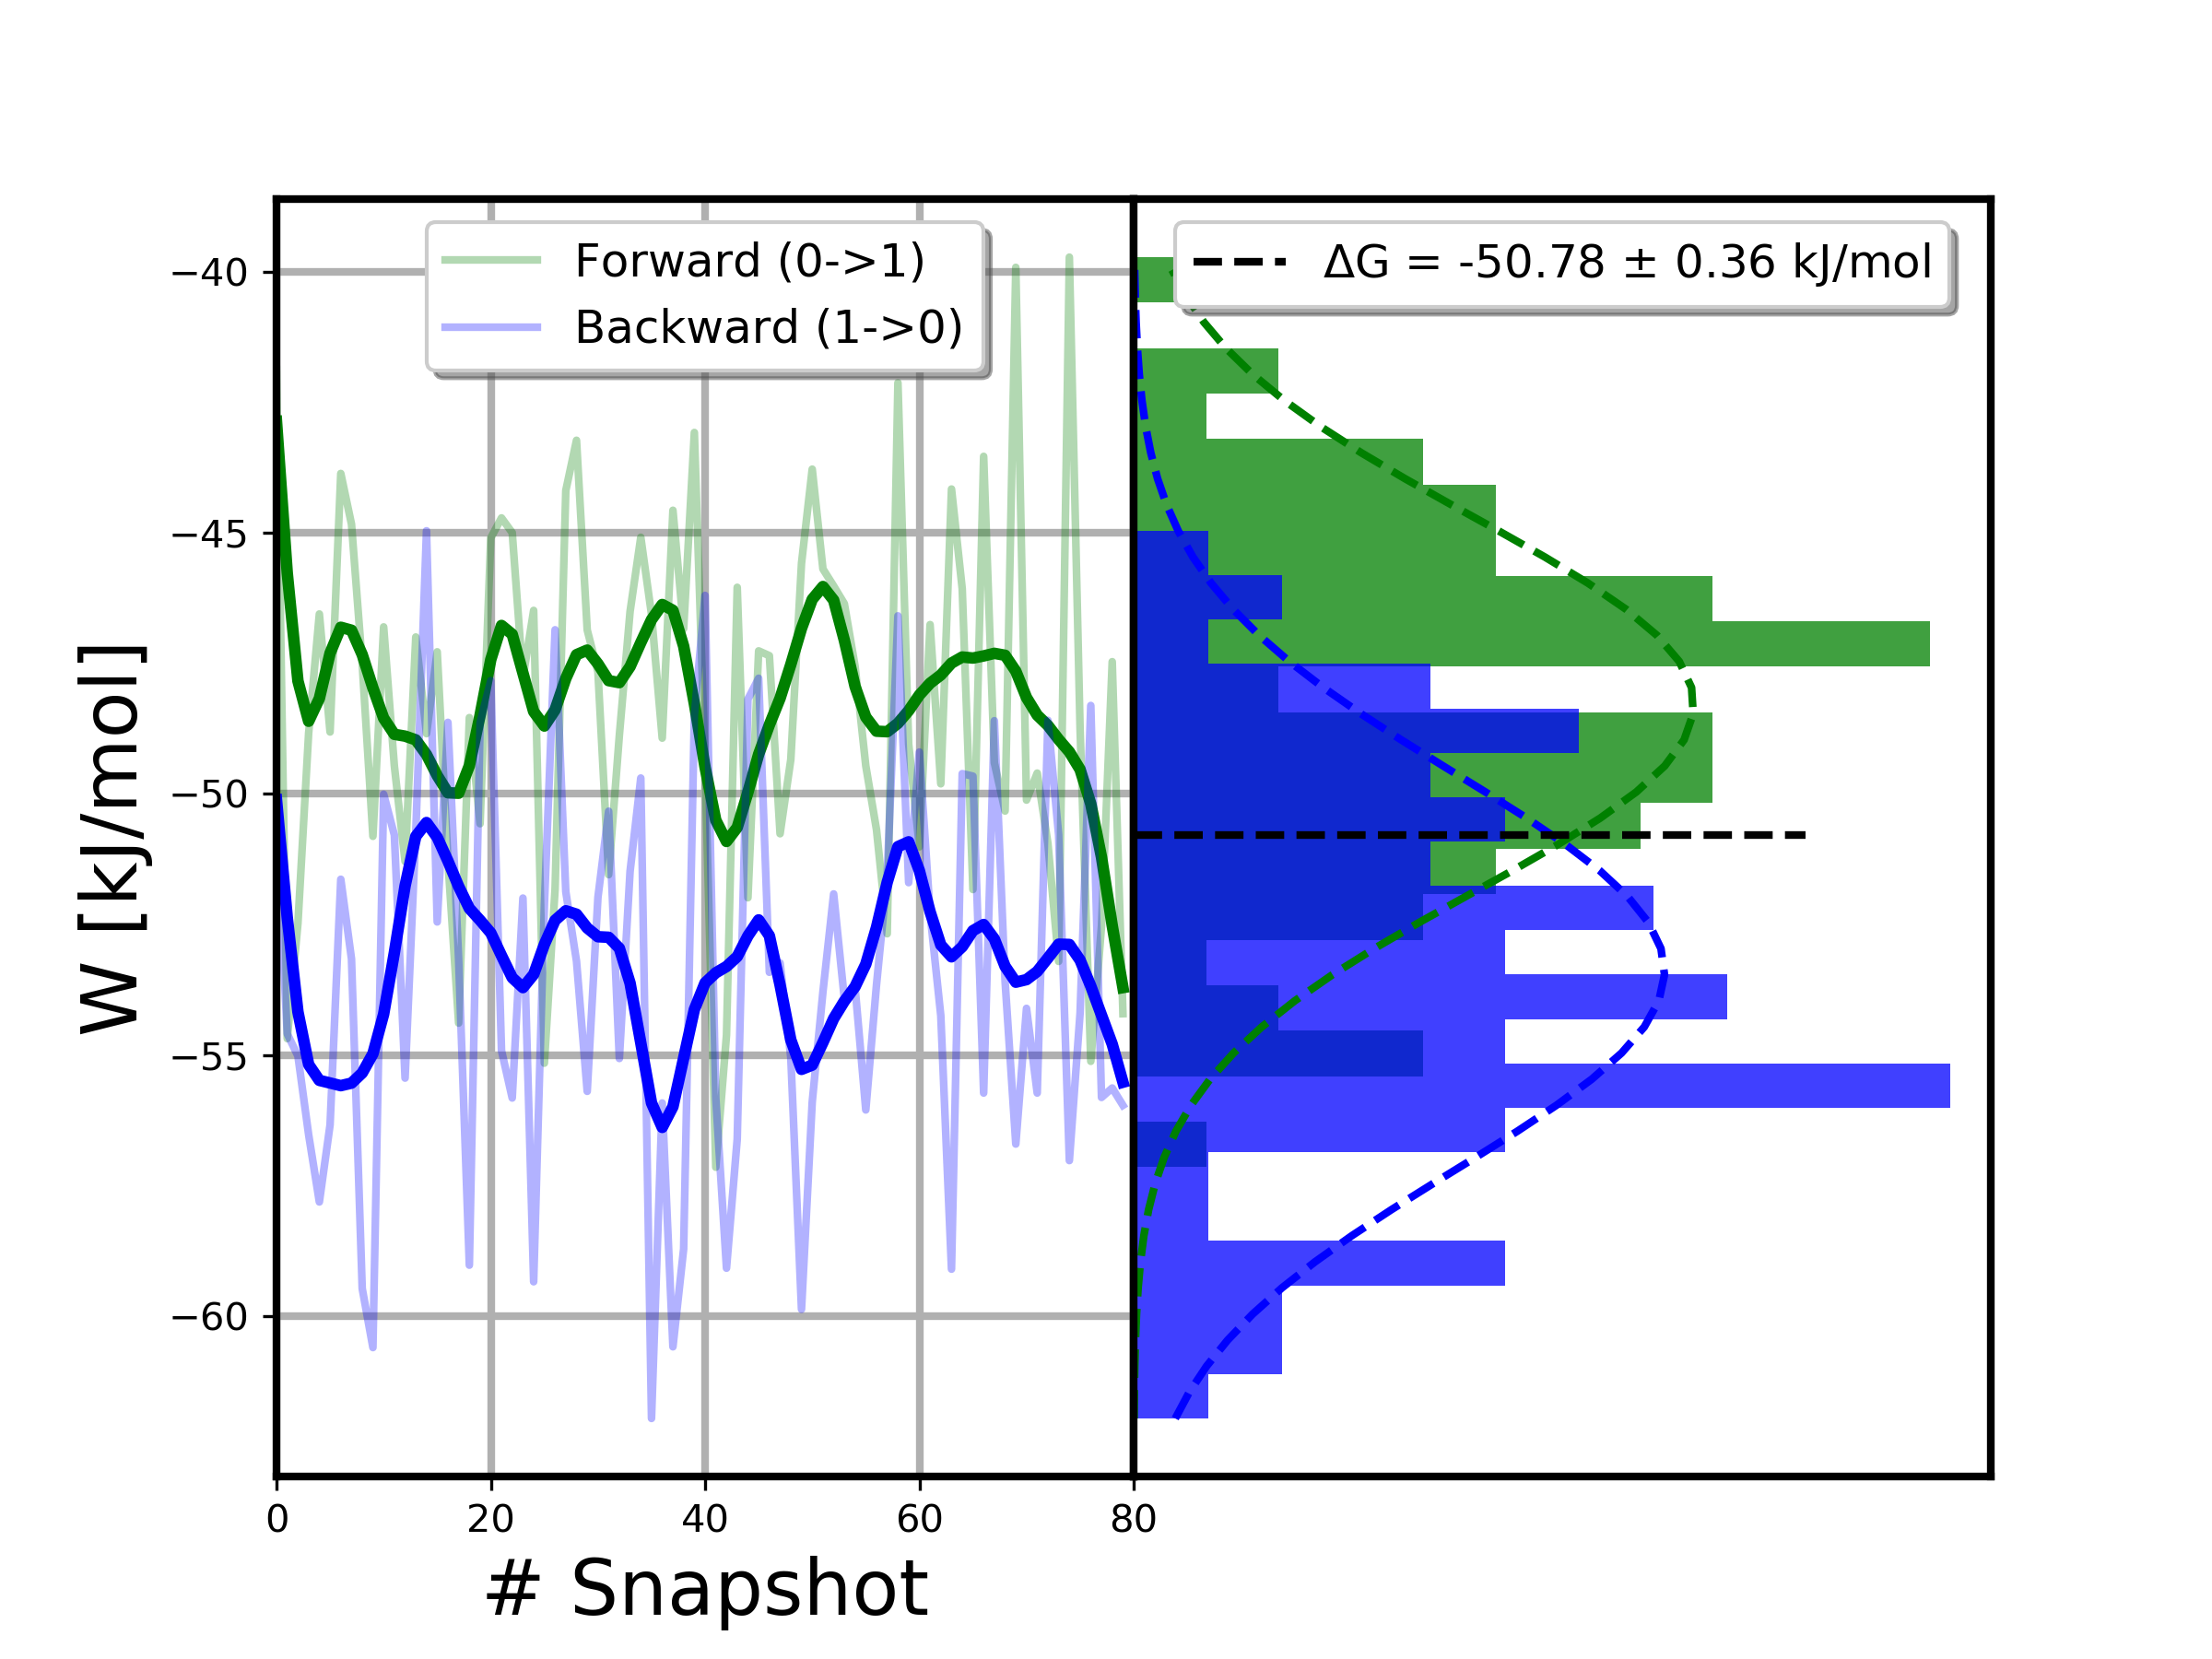 Forward (0->1)
Backward (1->0)
ΔG = -50.78 ± 0.36 kJ/mol
W [kJ/mol]
−40
−45
−50
−55
−60
0 20 40 60 80
# Snapshot